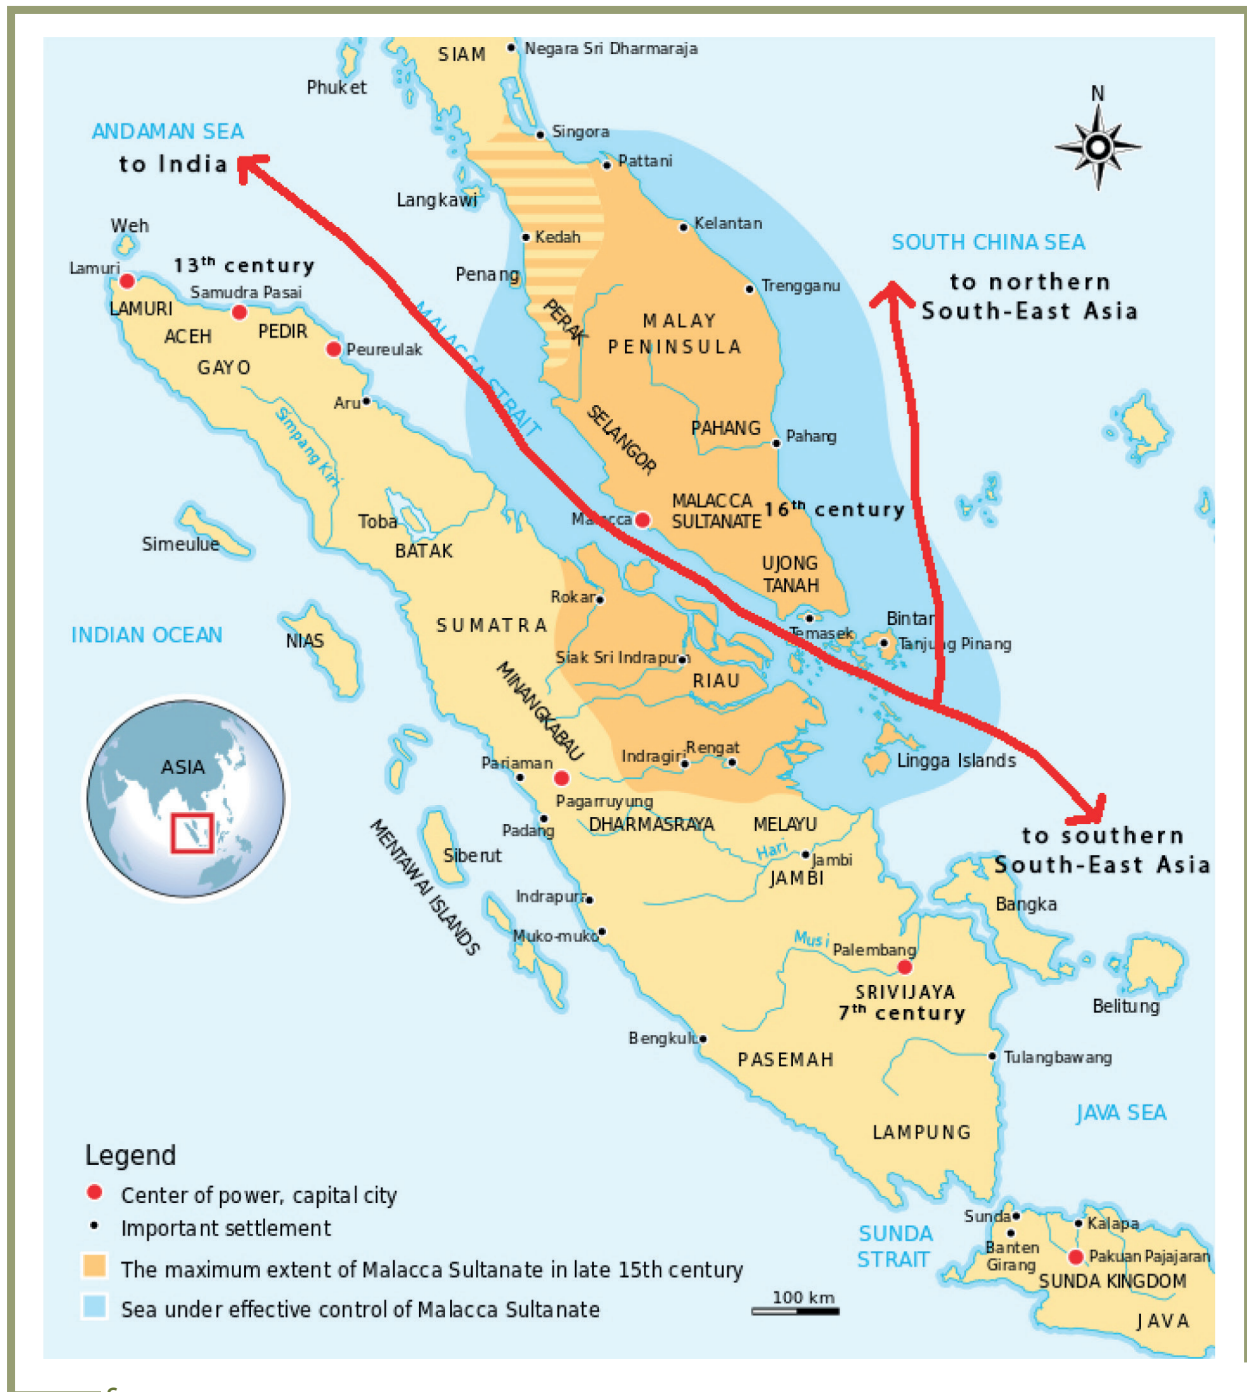 SIAM
Negara Sri Dharmaraja
Phuket
N
ANDAMAN SEA
to India
Singora
Pattani
Langkawi
Kelantan
Weh
Kedah
SOUTH CHINA SEA
Lamuri
13th century
Penang
to northern
South-East Asia
Samudra Pasai
Trengganu
LAMURI
ACEH
PEDIR
MALACCA STRAIT
PERAK
MALAY
PENINSULA
GAYO
Peureulak
Aru
Simpang Kiri
SELANGOR
PAHANG
Pahang
MALACCA
SULTANATE
16th century
Malacca
Toba
BATAK
Simeulue
UJONG
TANAH
Rokan
SUMATRA
Bintan
Temasek
Tanjung Pinang
INDIAN OCEAN
NIAS
Siak Sri Indrapura
RIAU
MINANGKABAU
Indragiri
Rengat
Lingga Islands
ASIA
Pariaman
Pagarruyung
DHARMASRAYA
MELAYU
Padang
to southern
South-East Asia
MENTAWAI ISLANDS
Siberut
Hari
Jambi
JAMBI
Indrapura
Bangka
Muko-muko
Musi
Palembang
SRIVIJAYA
7th century
Belitung
Bengkulu
PASEMAH
Tulangbawang
JAVA SEA
LAMPUNG
Legend
Center of power, capital city
Important settlement
The maximum extent of Malacca Sultanate in late 15th century
Sea under effective control of Malacca Sultanate
100 km
SUNDA
STRAIT
Sunda
Kalapa
Banten
Girang
Pakuan Pajajaran
SUNDA KINGDOM
JAVA